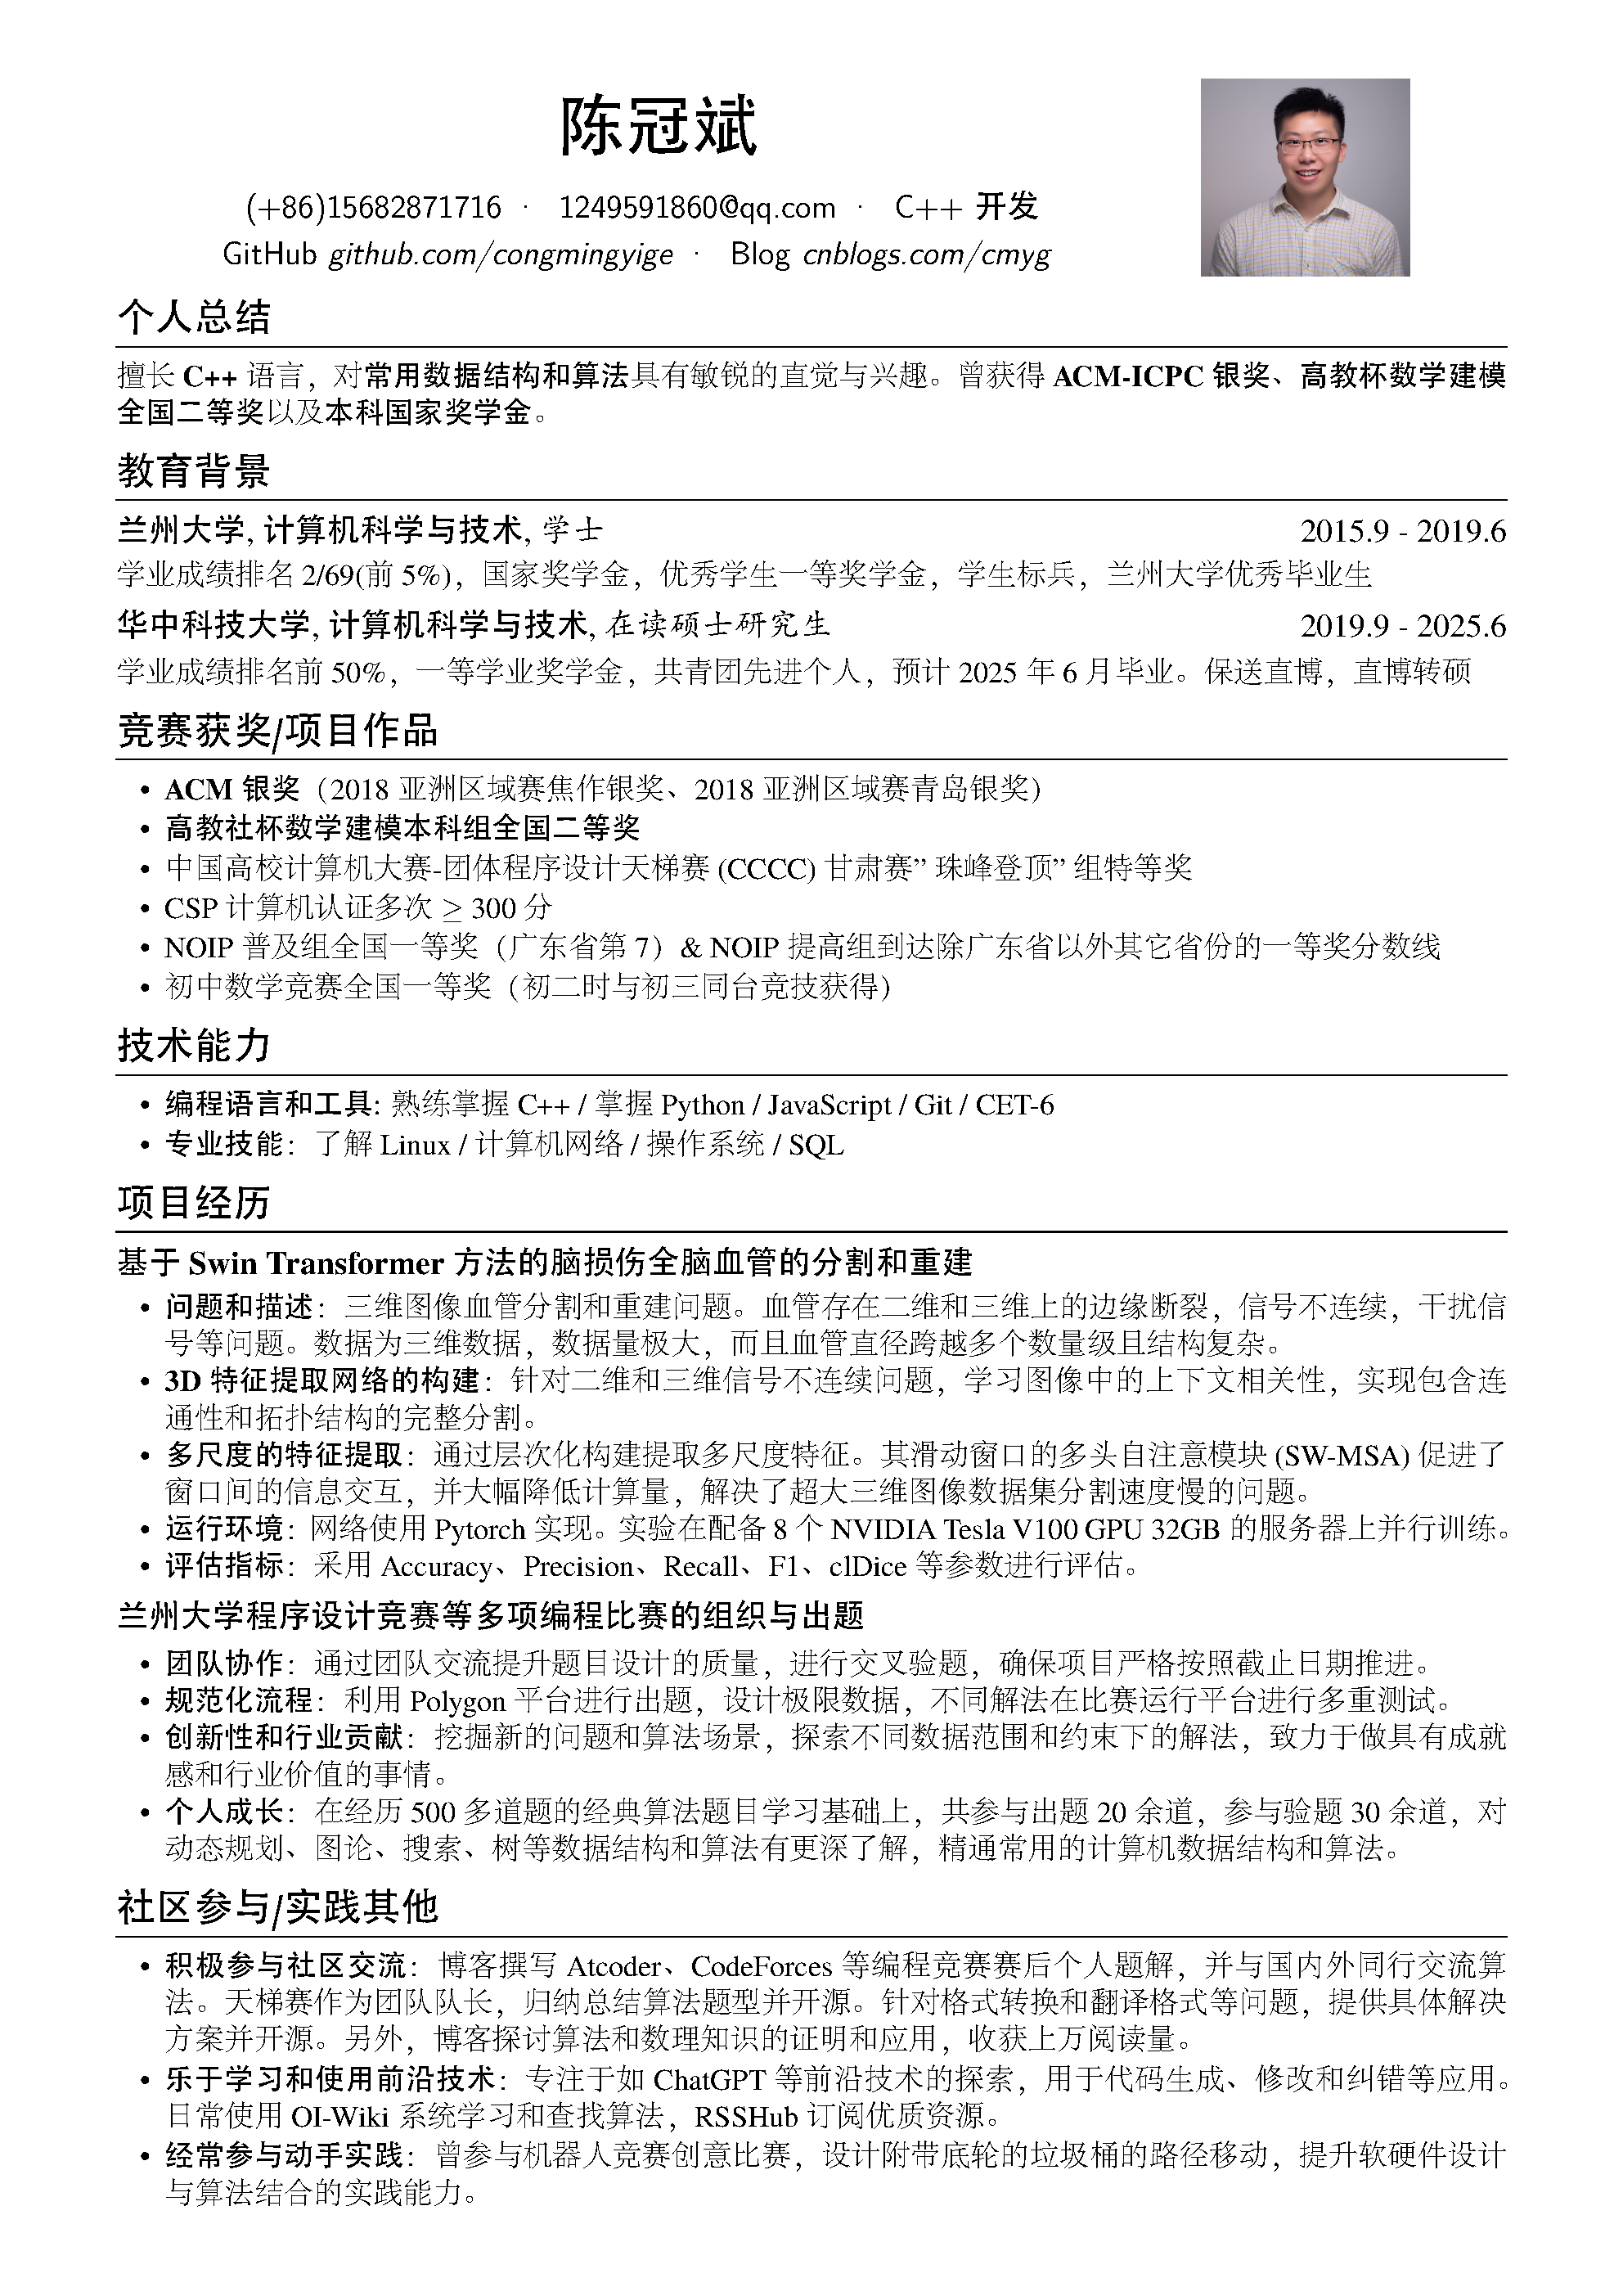 陈冠斌
(+86)15682871716 · 1249591860@qq.com · C++ 开发
GitHub github.com/congmingyige · Blog cnblogs.com/cmyg
个人总结
擅长 C++ 语言，对常用数据结构和算法具有敏锐的直觉与兴趣。曾获得 ACM-ICPC 银奖、高教杯数学建模
全国二等奖以及本科国家奖学金。
教育背景
兰州大学, 计算机科学与技术, 学士 2015.9 - 2019.6
学业成绩排名 2/69(前 5%)，国家奖学金，优秀学生一等奖学金，学生标兵，兰州大学优秀毕业生
华中科技大学, 计算机科学与技术, 在读硕士研究生 2019.9 - 2025.6
学业成绩排名前 50%，一等学业奖学金，共青团先进个人，预计 2025 年 6 月毕业。保送直博，直博转硕
竞赛获奖/项目作品
• ACM 银奖（2018 亚洲区域赛焦作银奖、2018 亚洲区域赛青岛银奖）
• 高教社杯数学建模本科组全国二等奖
• 中国高校计算机大赛-团体程序设计天梯赛 (CCCC) 甘肃赛” 珠峰登顶” 组特等奖
• CSP 计算机认证多次 ≥ 300 分
• NOIP 普及组全国一等奖（广东省第 7）& NOIP 提高组到达除广东省以外其它省份的一等奖分数线
• 初中数学竞赛全国一等奖（初二时与初三同台竞技获得）
技术能力
• 编程语言和工具: 熟练掌握 C++ / 掌握 Python / JavaScript / Git / CET-6
• 专业技能：了解 Linux / 计算机网络 / 操作系统 / SQL
项目经历
基于 Swin Transformer 方法的脑损伤全脑血管的分割和重建
• 问题和描述：三维图像血管分割和重建问题。血管存在二维和三维上的边缘断裂，信号不连续，干扰信
号等问题。数据为三维数据，数据量极大，而且血管直径跨越多个数量级且结构复杂。
• 3D 特征提取网络的构建：针对二维和三维信号不连续问题，学习图像中的上下文相关性，实现包含连
通性和拓扑结构的完整分割。
• 多尺度的特征提取：通过层次化构建提取多尺度特征。其滑动窗口的多头自注意模块 (SW-MSA) 促进了
窗口间的信息交互，并大幅降低计算量，解决了超大三维图像数据集分割速度慢的问题。
• 运行环境：网络使用 Pytorch 实现。实验在配备 8 个 NVIDIA Tesla V100 GPU 32GB 的服务器上并行训练。
• 评估指标：采用 Accuracy、Precision、Recall、F1、clDice 等参数进行评估。
兰州大学程序设计竞赛等多项编程比赛的组织与出题
• 团队协作：通过团队交流提升题目设计的质量，进行交叉验题，确保项目严格按照截止日期推进。
• 规范化流程：利用 Polygon 平台进行出题，设计极限数据，不同解法在比赛运行平台进行多重测试。
• 创新性和行业贡献：挖掘新的问题和算法场景，探索不同数据范围和约束下的解法，致力于做具有成就
感和行业价值的事情。
• 个人成长：在经历 500 多道题的经典算法题目学习基础上，共参与出题 20 余道，参与验题 30 余道，对
动态规划、图论、搜索、树等数据结构和算法有更深了解，精通常用的计算机数据结构和算法。
社区参与/实践其他
• 积极参与社区交流：博客撰写 Atcoder、CodeForces 等编程竞赛赛后个人题解，并与国内外同行交流算
法。天梯赛作为团队队长，归纳总结算法题型并开源。针对格式转换和翻译格式等问题，提供具体解决
方案并开源。另外，博客探讨算法和数理知识的证明和应用，收获上万阅读量。
• 乐于学习和使用前沿技术：专注于如 ChatGPT 等前沿技术的探索，用于代码生成、修改和纠错等应用。
日常使用 OI-Wiki 系统学习和查找算法，RSSHub 订阅优质资源。
• 经常参与动手实践：曾参与机器人竞赛创意比赛，设计附带底轮的垃圾桶的路径移动，提升软硬件设计
与算法结合的实践能力。